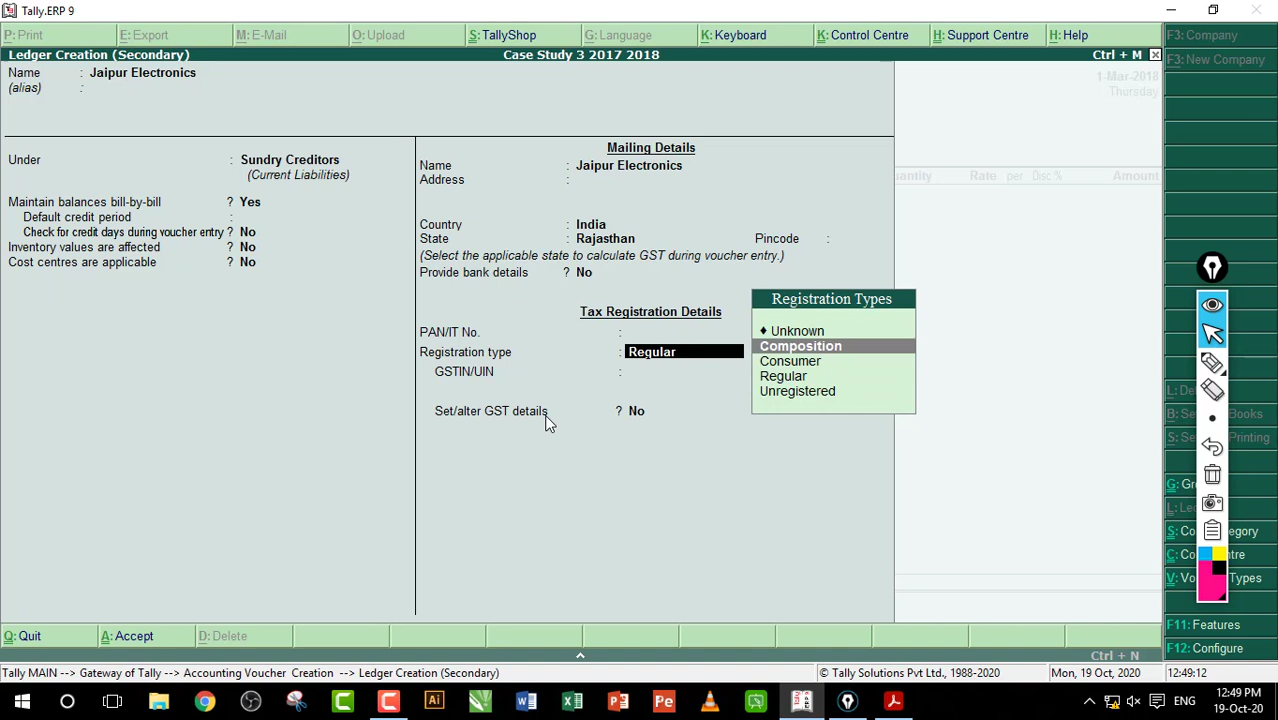 Tally.ERP 9
P: Print
E: Export
M: E-Mail
O: Upload
S: TallyShop
G: Language
K: Keyboard
K: Control Centre
H: Support Centre
H: Help
F3: Company
Ledger Creation (Secondary)
Case Study 3 2017 2018
Ctrl + M
F3: New Company
Name : Jaipur Electronics
(alias) :
1-Mar-2018
Thursday
Mailing Details
Under : Sundry Creditors
(Current Liabilities)
Name : Jaipur Electronics
Address :
Rate per Disc % Amount
Maintain balances bill-by-bill ? Yes
Default credit period :
Check for credit days during voucher entry ? No
Inventory values are affected ? No
Cost centres are applicable ? No
Country : India
State : Rajasthan Pincode :
(Select the applicable state to calculate GST during voucher entry.)
Provide bank details ? No
Tax Registration Details
PAN/IT No. :
Registration type : Regular
GSTIN/UIN :
Set/alter GST details ? No
Registration Types
♦ Unknown
Composition
Consumer
Regular
Unregistered
F11: Features
F12: Configure
Q: Quit
A: Accept
D: Delete
Ctrl + N
Tally MAIN --> Gateway of Tally --> Accounting Voucher Creation --> Ledger Creation (Secondary)
© Tally Solutions Pvt Ltd., 1988-2020
Mon, 19 Oct, 2020
12:49:12
ENG
12:49 PM
19-Oct-20